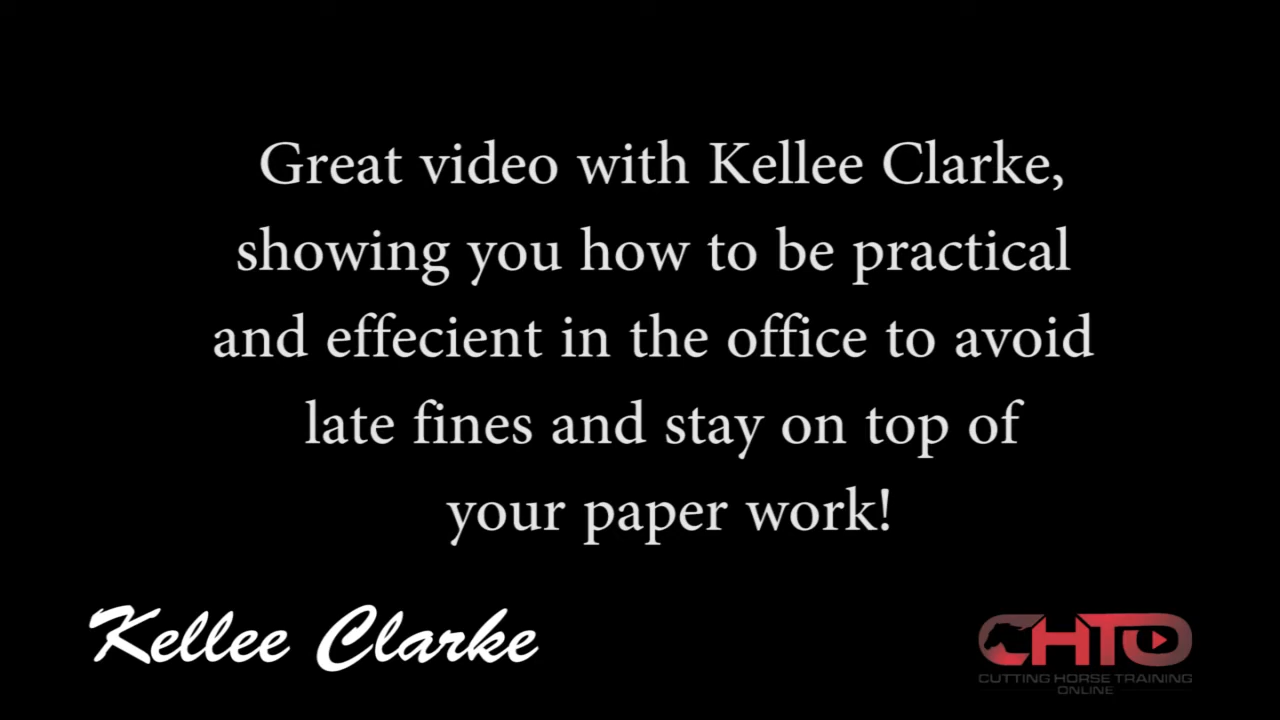 Great video with Kellee Clarke,
showing you how to be practical
and effecient in the office to avoid
late fines and stay on top of
your paper work!
Kellee Clarke
CHTO
CUTTING HORSE TRAINING
ONLINE